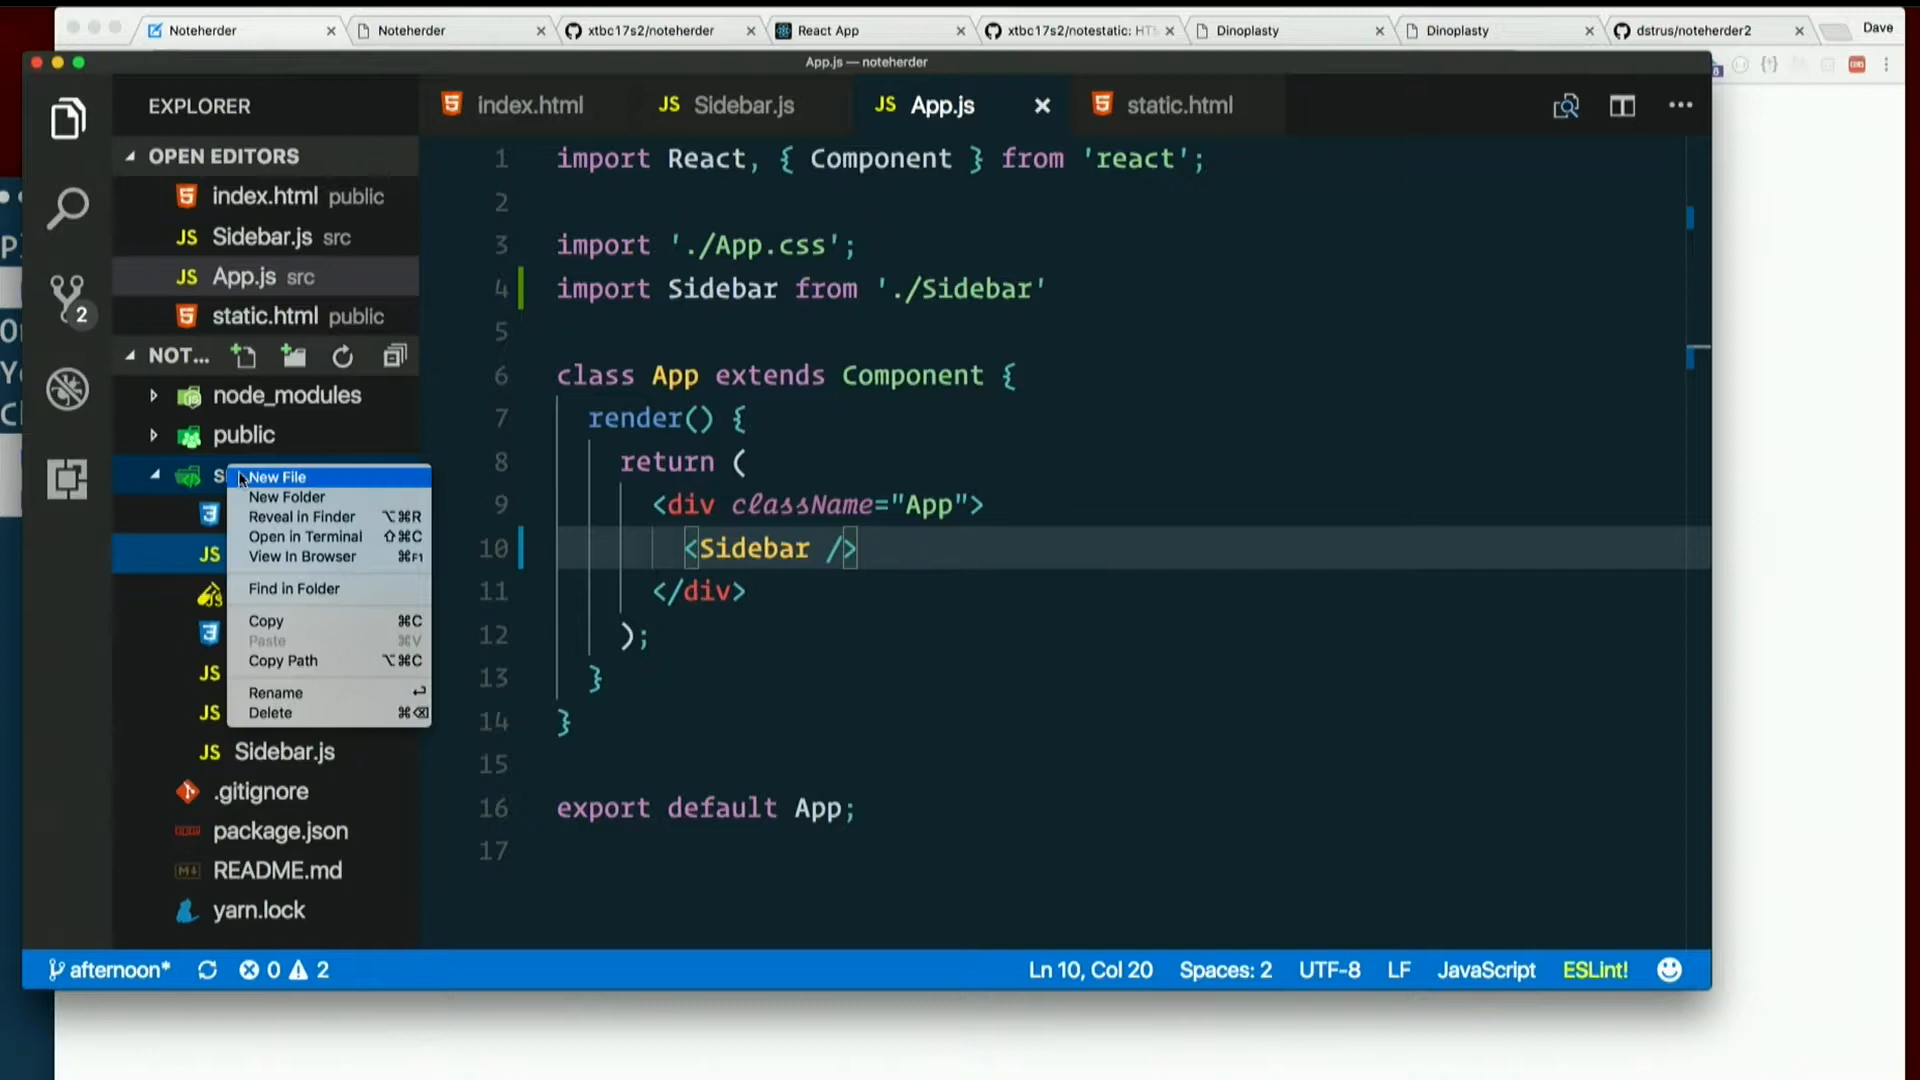 Noteherder
Noteherder
xtbc17s2/noteherder
React App
xtbc17s2/notestatic: HT
Dinoplasty
Dinoplasty
dstrus/noteherder2
Dave
App.js — noteherder
EXPLORER
index.html
Sidebar.js
App.js
static.html
OPEN EDITORS
index.html public
Sidebar.js src
App.js src
static.html public
NOT...
node_modules
public
New File
New Folder
Reveal in Finder ⌥⌘R
Open in Terminal ⇧⌘C
View In Browser ⌘F1
Find in Folder
Copy ⌘C
Paste ⌘V
Copy Path ⌥⌘C
Rename ↩
Delete ⌘⌫
JS Sidebar.js
.gitignore
package.json
README.md
yarn.lock
2
1 import React, { Component } from 'react';
2
3 import './App.css';
4 import Sidebar from './Sidebar'
5
6 class App extends Component {
7 render() {
8 return (
9 <div className="App">
10 <Sidebar />
11 </div>
12 );
13 }
14 }
15
16 export default App;
17
afternoon* 0 2
Ln 10, Col 20 Spaces: 2 UTF-8 LF JavaScript ESLint!